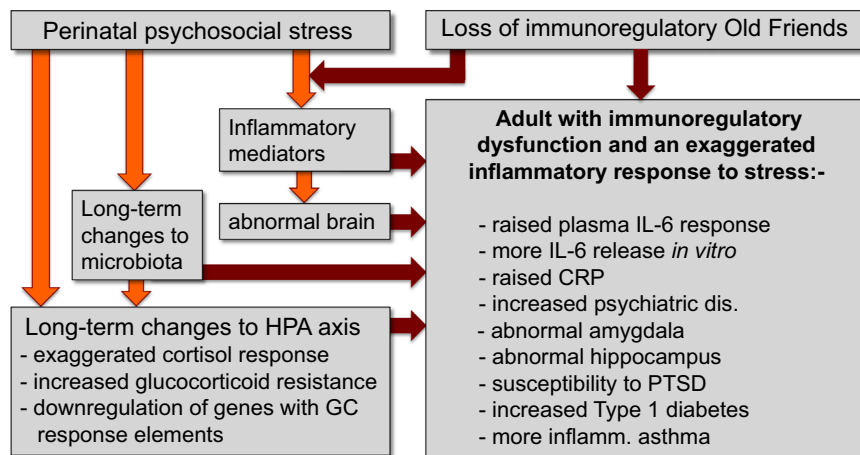 Perinatal psychosocial stress
Loss of immunoregulatory Old Friends
Inflammatory
mediators
abnormal brain
Long-term
changes to
microbiota
Long-term changes to HPA axis
- exaggerated cortisol response
- increased glucocorticoid resistance
- downregulation of genes with GC
response elements
Adult with immunoregulatory
dysfunction and an exaggerated
inflammatory response to stress:-
- raised plasma IL-6 response
- more IL-6 release in vitro
- raised CRP
- increased psychiatric dis.
- abnormal amygdala
- abnormal hippocampus
- susceptibility to PTSD
- increased Type 1 diabetes
- more inflamm. asthma